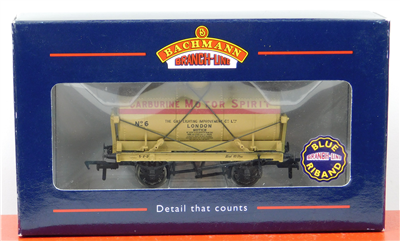 BACHMANN
BRANCH-LINE
CARBURINE MOTOR SPIRIT
No 6
LONDON
BLUE
BRANCH-LINE
RIBAND
Detail that counts